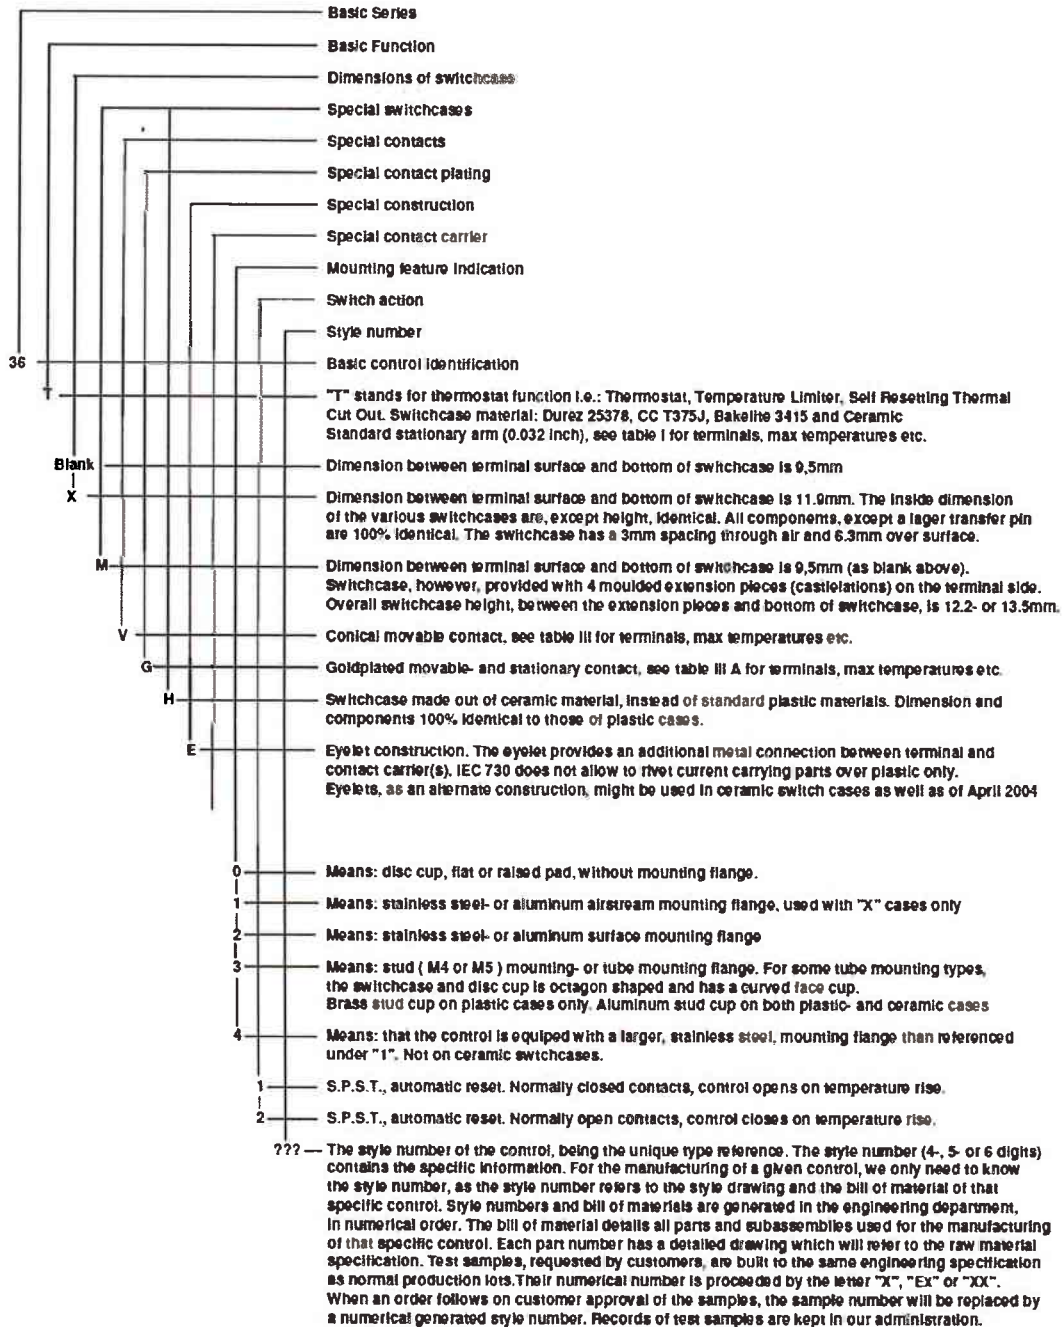 Basic Series
Basic Function
Dimensions of switchcase
Special switchcases
Special contacts
Special contact plating
Special construction
Special contact carrier
Mounting feature indication
Switch action
Style number
36 Basic control identification
T "T" stands for thermostat function i.e.: Thermostat, Temperature Limiter, Self Resetting Thermal
Cut Out. Switchcase material: Durez 25378, CC T375J, Bakelite 3415 and Ceramic
Standard stationary arm (0.032 inch), see table I for terminals, max temperatures etc.
Blank Dimension between terminal surface and bottom of switchcase is 9,5mm
X Dimension between terminal surface and bottom of switchcase is 11.9mm. The inside dimension
of the various switchcases are, except height, identical. All components, except a lager transfer pin
are 100% identical. The switchcase has a 3mm spacing through air and 6.3mm over surface.
M Dimension between terminal surface and bottom of switchcase is 9,5mm (as blank above).
Switchcase, however, provided with 4 moulded extension pieces (castlelations) on the terminal side.
Overall switchcase height, between the extension pieces and bottom of switchcase, is 12.2- or 13.5mm.
V Conical movable contact, see table III for terminals, max temperatures etc.
G Goldplated movable- and stationary contact, see table III A for terminals, max temperatures etc.
H Switchcase made out of ceramic material, instead of standard plastic materials. Dimension and
components 100% identical to those of plastic cases.
E Eyelet construction. The eyelet provides an additional metal connection between terminal and
contact carrier(s). IEC 730 does not allow to rivet current carrying parts over plastic only.
Eyelets, as an alternate construction, might be used in ceramic switch cases as well as of April 2004
0 Means: disc cup, flat or raised pad, without mounting flange.
1 Means: stainless steel- or aluminum airstream mounting flange, used with "X" cases only
2 Means: stainless steel- or aluminum surface mounting flange
3 Means: stud ( M4 or M5 ) mounting- or tube mounting flange. For some tube mounting types,
the switchcase and disc cup is octagon shaped and has a curved face cup.
Brass stud cup on plastic cases only. Aluminum stud cup on both plastic- and ceramic cases
4 Means: that the control is equiped with a larger, stainless steel, mounting flange than referenced
under "1". Not on ceramic swtchcases.
1 S.P.S.T., automatic reset. Normally closed contacts, control opens on temperature rise.
2 S.P.S.T., automatic reset. Normally open contacts, control closes on temperature rise.
??? The style number of the control, being the unique type reference. The style number (4-, 5- or 6 digits)
contains the specific information. For the manufacturing of a given control, we only need to know
the style number, as the style number refers to the style drawing and the bill of material of that
specific control. Style numbers and bill of materials are generated in the engineering department,
in numerical order. The bill of material details all parts and subassemblies used for the manufacturing
of that specific control. Each part number has a detailed drawing which will refer to the raw material
specification. Test samples, requested by customers, are built to the same engineering specification
as normal production lots.Their numerical number is proceeded by the letter "X", "Ex" or "XX".
When an order follows on customer approval of the samples, the sample number will be replaced by
a numerical generated style number. Records of test samples are kept in our administration.